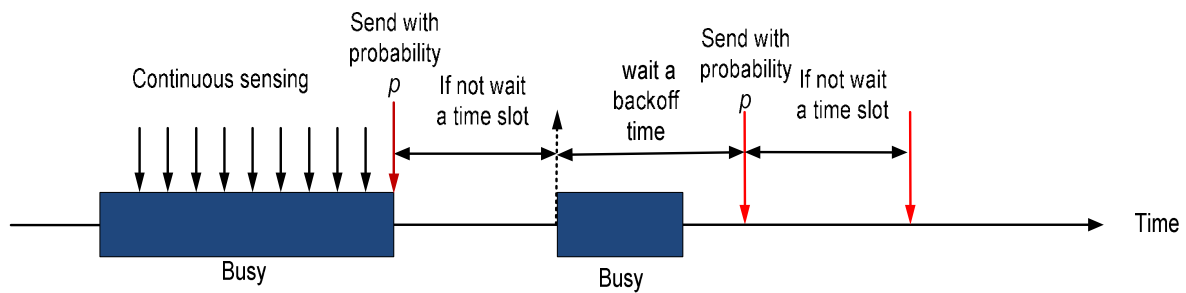 Continuous sensing
Send with
probability
p
If not wait
a time slot
wait a
backoff
time
Send with
probability
p
If not wait
a time slot
Busy
Busy
Time